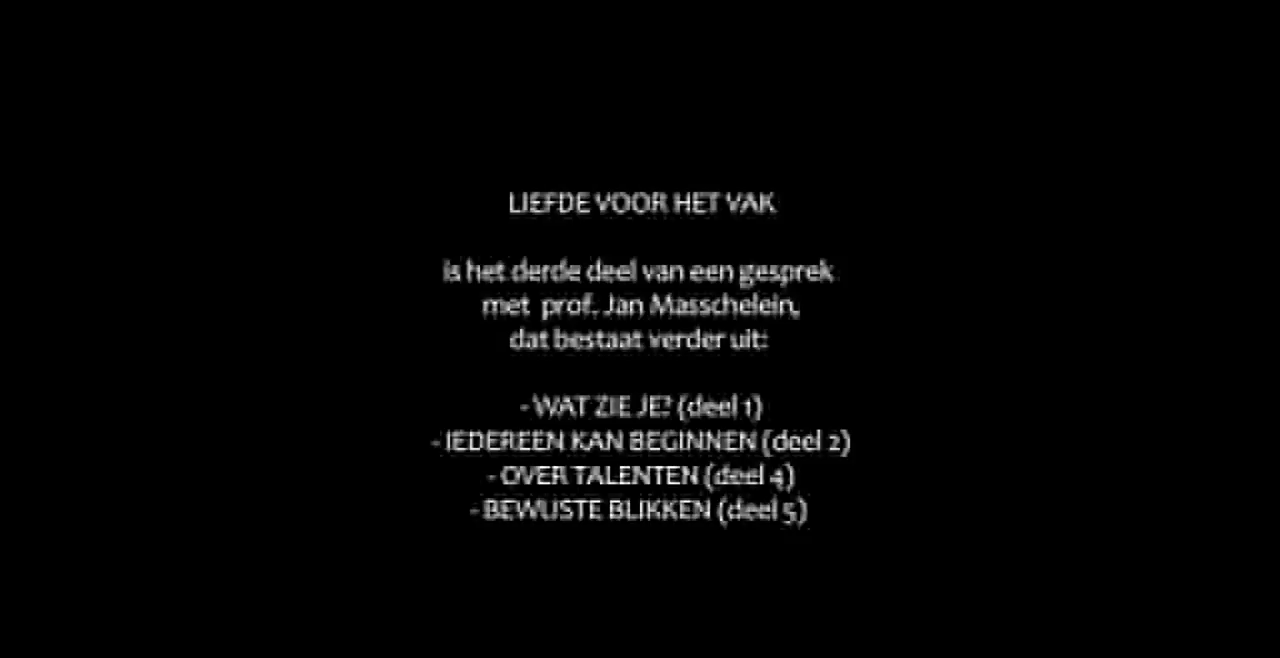 LIEFDE VOOR HET VAK
is het derde deel van een gesprek
met prof. Jan Masschelein,
dat bestaat verder uit:
- WAT ZIE JE? (deel 1)
- IEDEREEN KAN BEGINNEN (deel 2)
- OVER TALENTEN (deel 4)
- BEWUSTE BLIKKEN (deel 5)